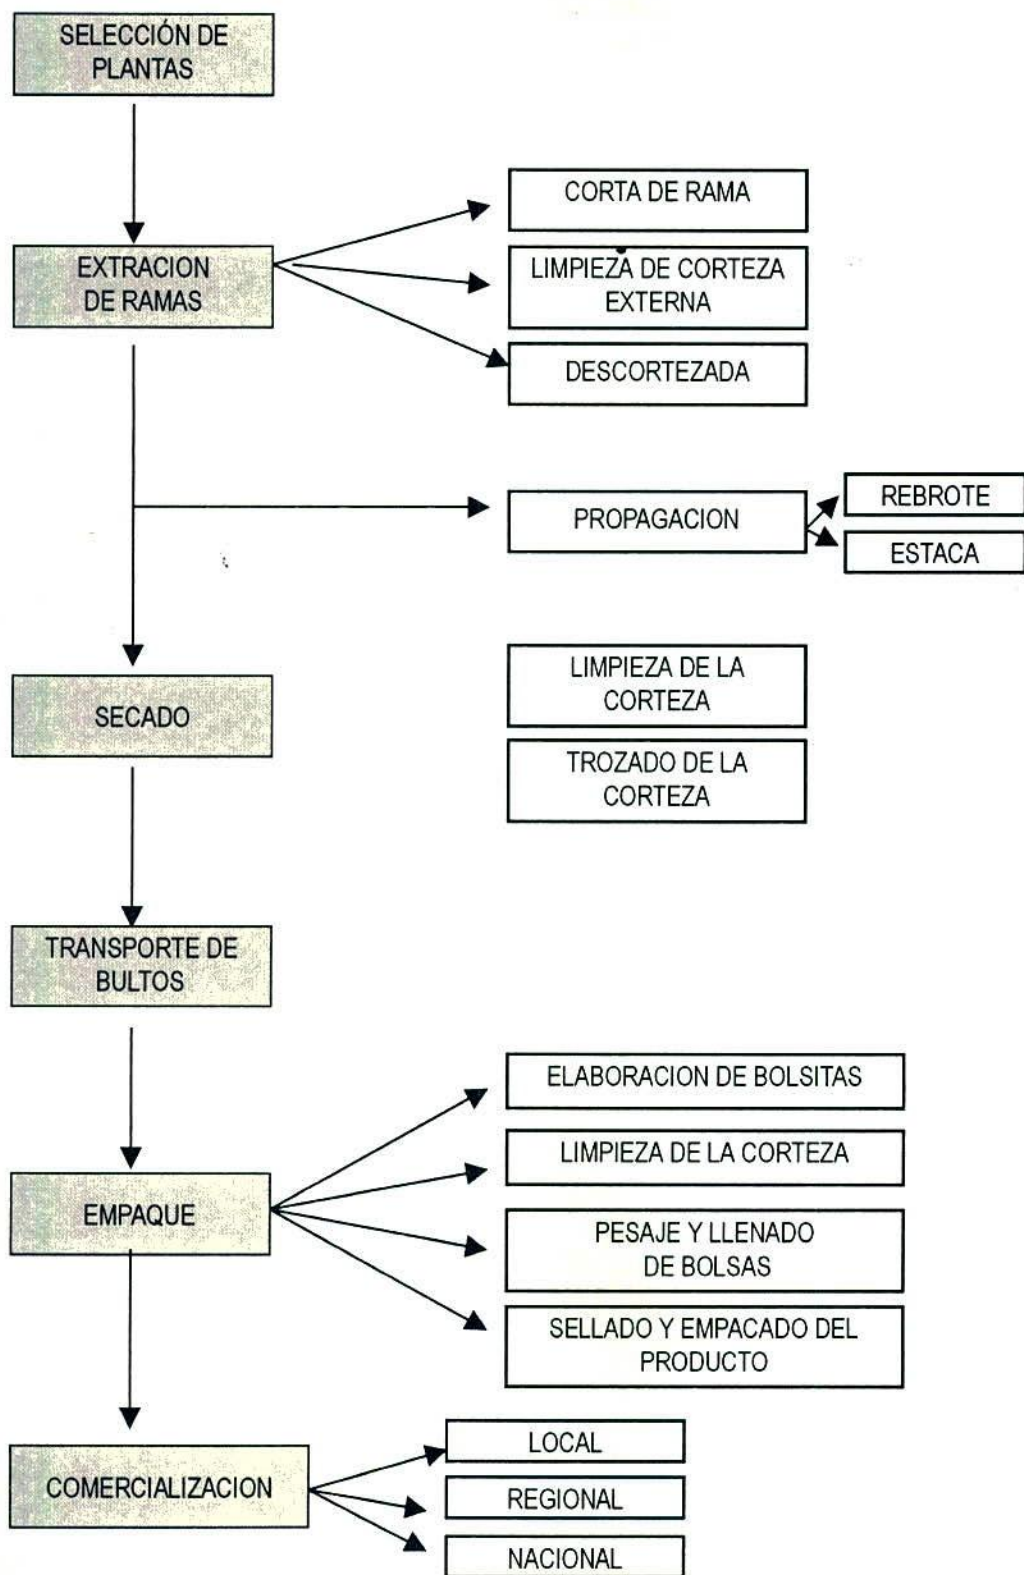 SELECCIÓN DE
PLANTAS
EXTRACION
DE RAMAS
CORTA DE RAMA
LIMPIEZA DE CORTEZA
EXTERNA
DESCORTEZADA
PROPAGACION
REBROTE
ESTACA
SECADO
LIMPIEZA DE LA
CORTEZA
TROZADO DE LA
CORTEZA
TRANSPORTE DE
BULTOS
EMPAQUE
ELABORACION DE BOLSITAS
LIMPIEZA DE LA CORTEZA
PESAJE Y LLENADO
DE BOLSAS
SELLADO Y EMPACADO DEL
PRODUCTO
COMERCIALIZACION
LOCAL
REGIONAL
NACIONAL